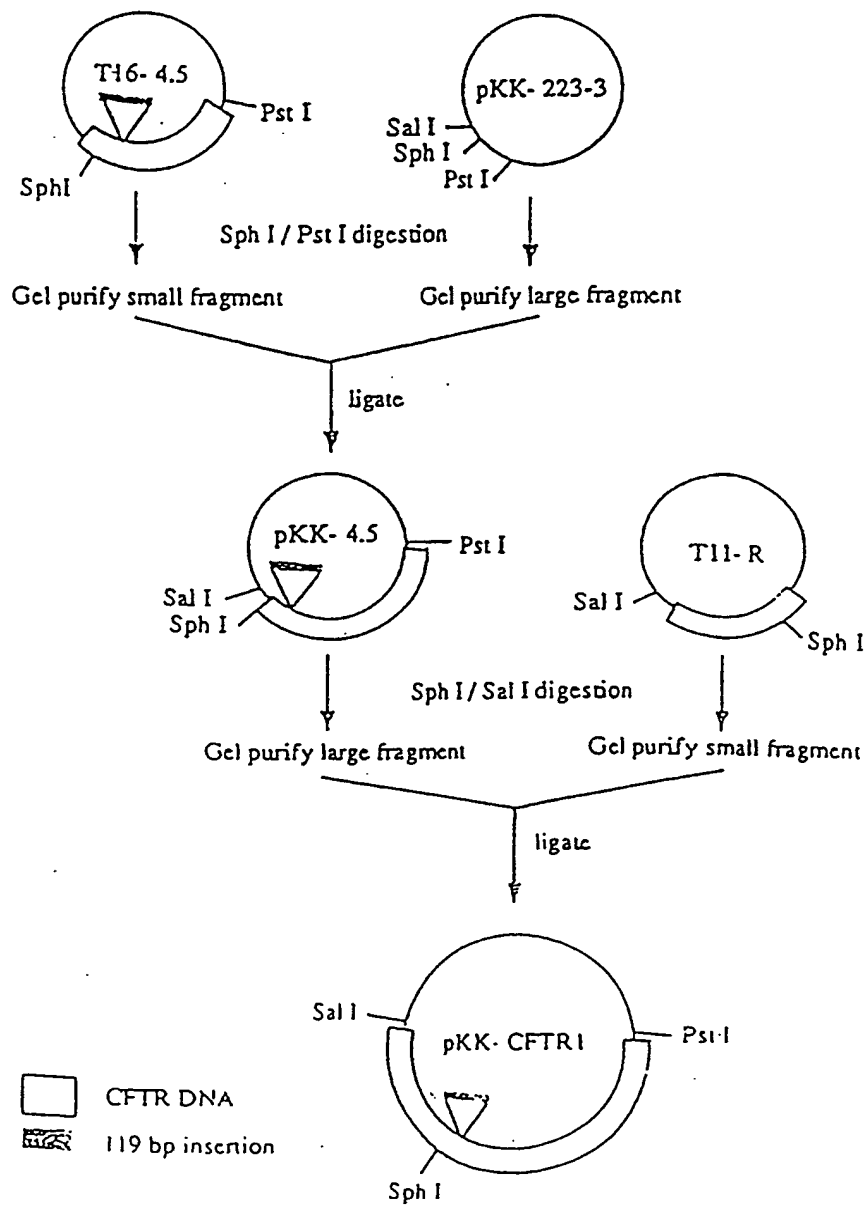 T16-4.5
Pst I
SphI
pKK-223-3
Sal I
Sph I
Pst I
Sph I / Pst I digestion
Gel purify small fragment
Gel purify large fragment
ligate
pKK-4.5
Pst I
Sal I
Sph I
T11-R
Sal I
Sph I
Sph I / Sal I digestion
Gel purify large fragment
Gel purify small fragment
ligate
Sal I
pKK-CFTR1
Pst I
Sph I
CFTR DNA
119 bp insertion